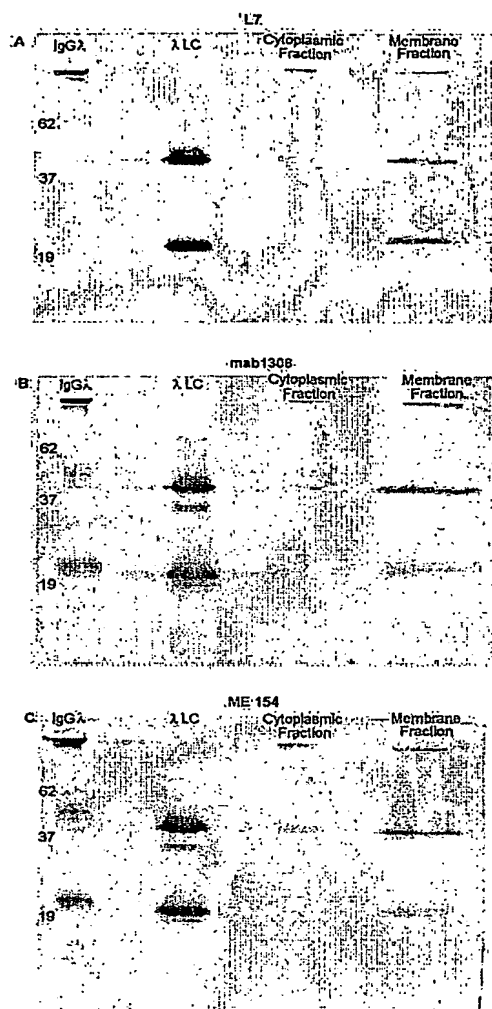 L7
A IgGλ λ LC Cytoplasmic Fraction Membrane Fraction
62
37
19
mab1308
B IgGλ λ LC Cytoplasmic Fraction Membrane Fraction
62
37
19
ME 154
C IgGλ λ LC Cytoplasmic Fraction Membrane Fraction
62
37
19